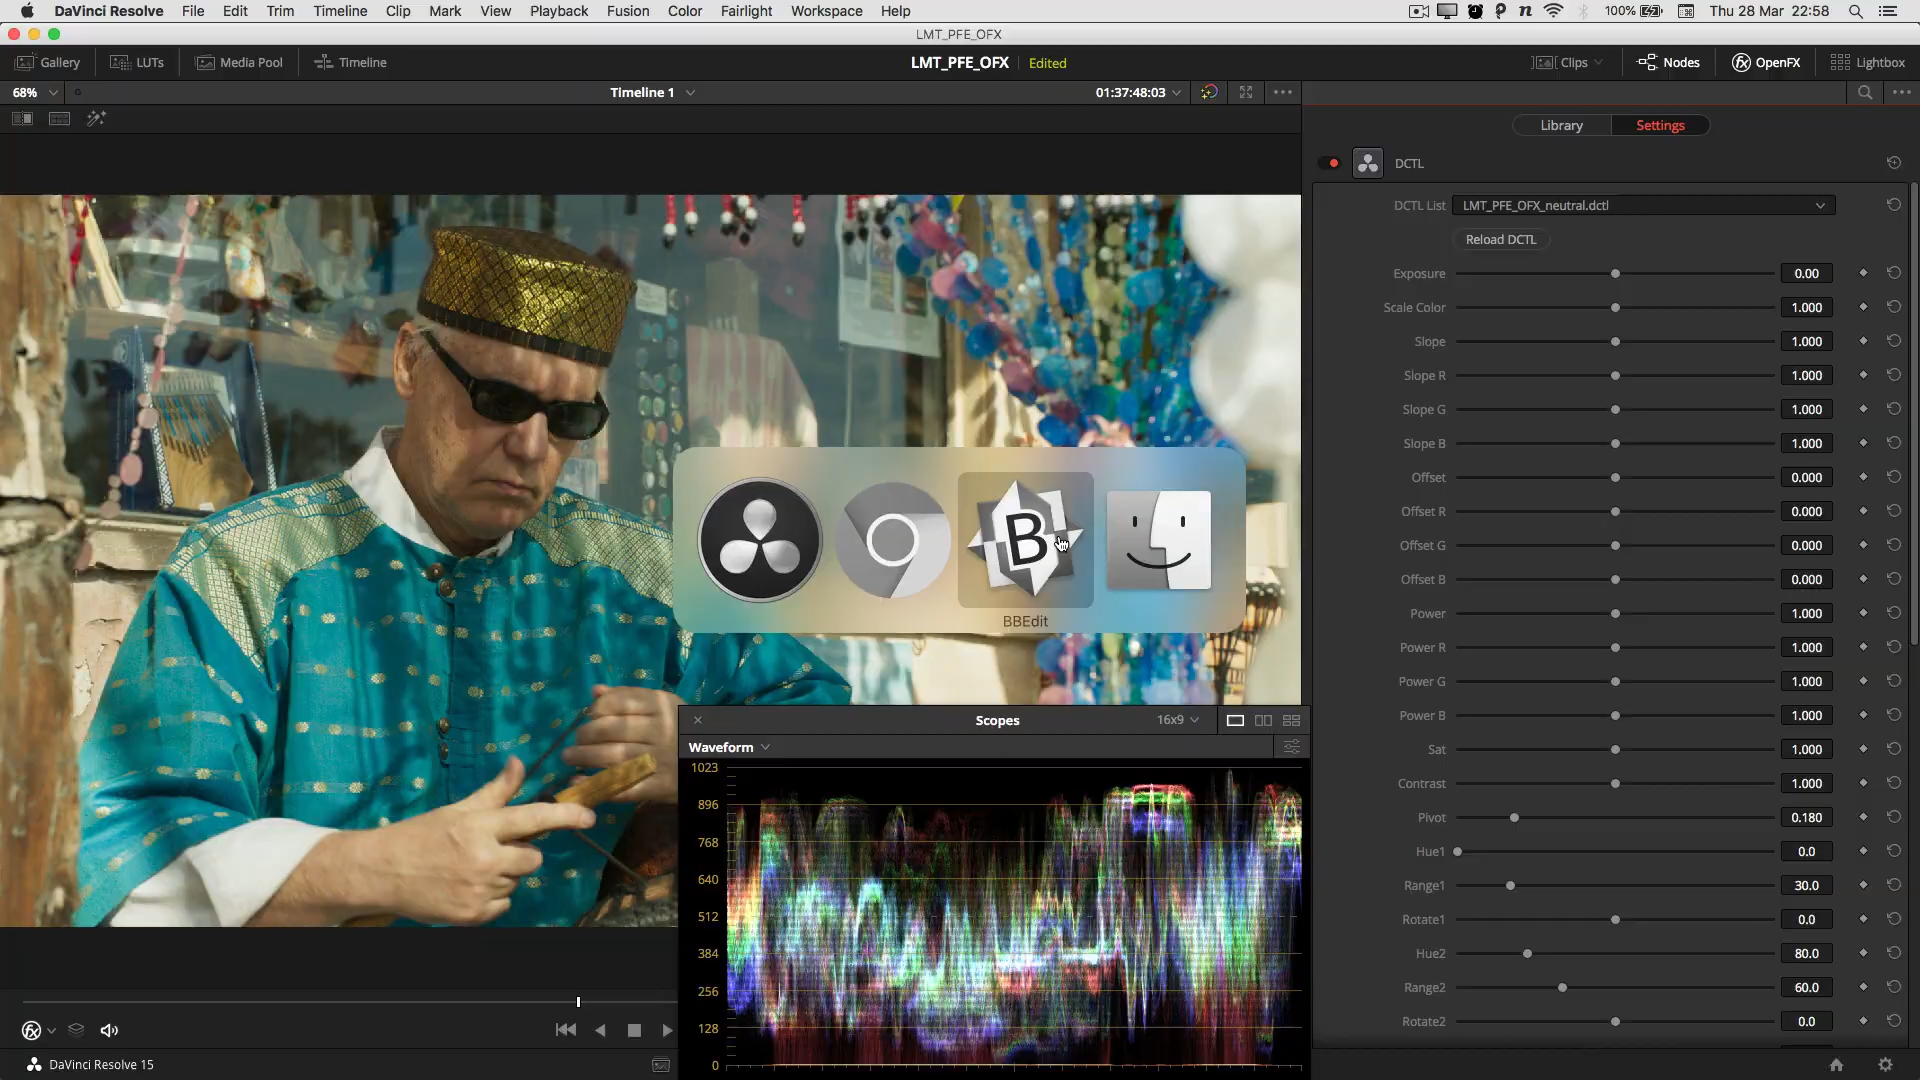 DaVinci Resolve File Edit Trim Timeline Clip Mark View Playback Fusion Color Fairlight Workspace Help 100% Thu 28 Mar 22:58
LMT_PFE_OFX
Gallery LUTs Media Pool Timeline LMT_PFE_OFX Edited Clips Nodes OpenFX Lightbox
68% Timeline 1 01:37:48:03
Library Settings
DCTL
DCTL List LMT_PFE_OFX_neutral.dctl
Reload DCTL
Exposure 0.00
Scale Color 1.000
Slope 1.000
Slope R 1.000
Slope G 1.000
Slope B 1.000
Offset 0.000
Offset R 0.000
Offset G 0.000
Offset B 0.000
Power 1.000
Power R 1.000
Power G 1.000
Power B 1.000
Sat 1.000
Contrast 1.000
Pivot 0.180
Hue1 0.0
Range1 30.0
Rotate1 0.0
Hue2 80.0
Range2 60.0
Rotate2 0.0
B
BBEdit
Scopes 16x9
Waveform
1023
896
768
640
512
384
256
128
0
DaVinci Resolve 15